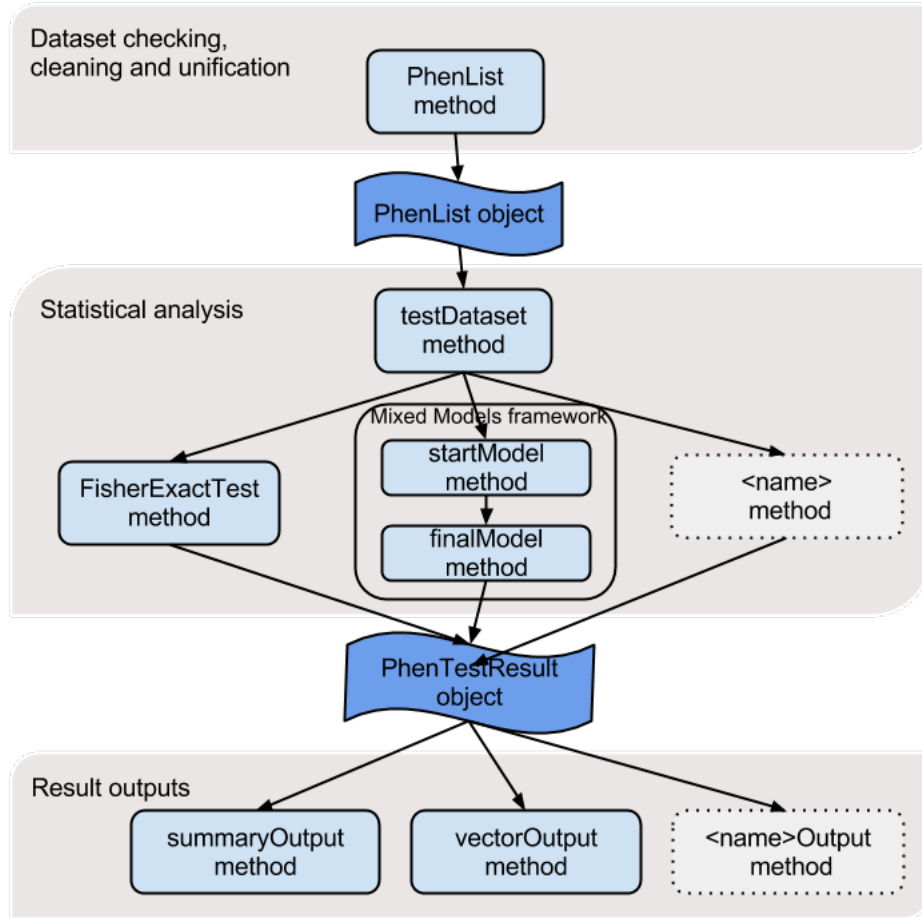 Dataset checking,
cleaning and unification
PhenList
method
PhenList object
Statistical analysis
testDataset
method
Mixed Models framework
startModel
method
FisherExactTest
method
<name>
method
finalModel
method
PhenTestResult
object
Result outputs
summaryOutput
method
vectorOutput
method
<name>Output
method